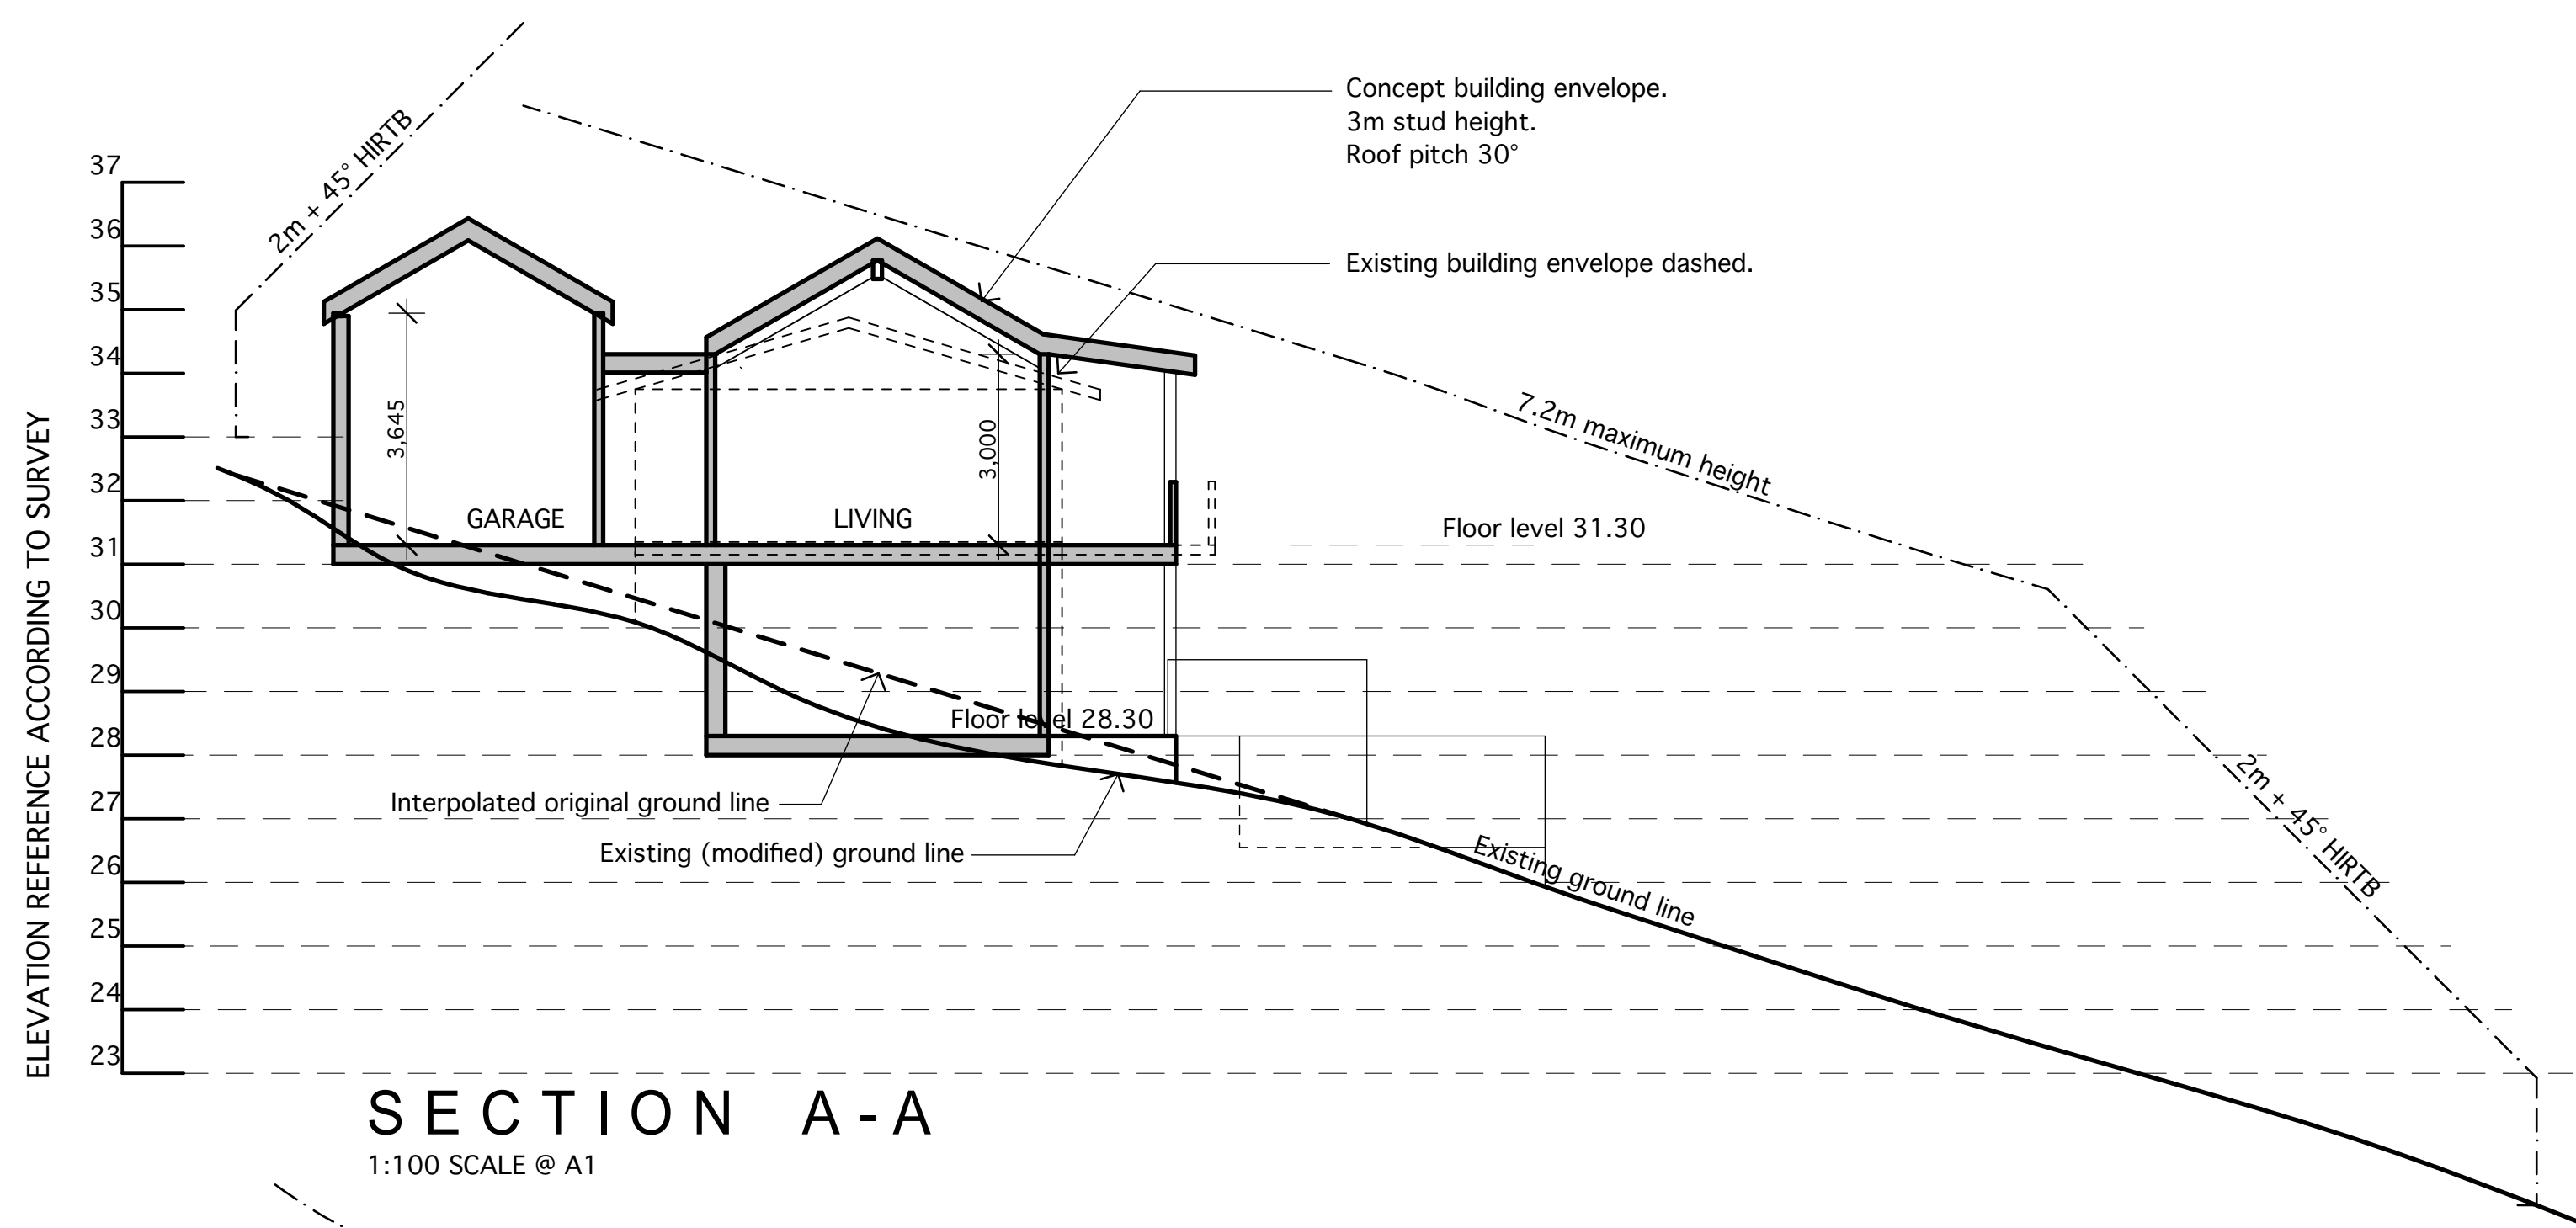 Concept building envelope.
3m stud height.
Roof pitch 30°
2m + 45° HIRTB
Existing building envelope dashed.
7.2m maximum height
37
36
35
34
33
32
31
30
29
28
27
26
25
24
23
ELEVATION REFERENCE ACCORDING TO SURVEY
3,645
3,000
GARAGE
LIVING
Floor level 31.30
Floor level 28.30
Interpolated original ground line
Existing (modified) ground line
Existing ground line
2m + 45° HIRTB
SECTION A-A
1:100 SCALE @ A1